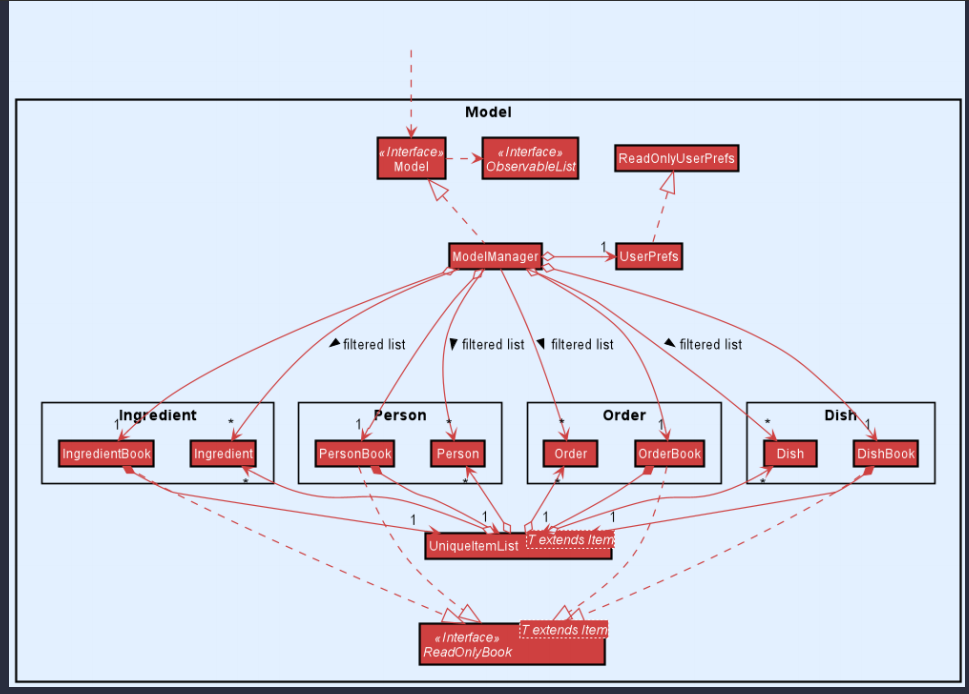 Model
«Interface»
Model
«Interface»
ObservableList
ReadOnlyUserPrefs
ModelManager
1
UserPrefs
filtered list
filtered list
filtered list
filtered list
Ingredient
Person
Order
Dish
1
*
1
*
*
1
*
1
IngredientBook
Ingredient
PersonBook
Person
Order
OrderBook
Dish
DishBook
*
*
*
*
1
1
1
1
UniqueItemList
T extends Item
T extends Item
«Interface»
ReadOnlyBook